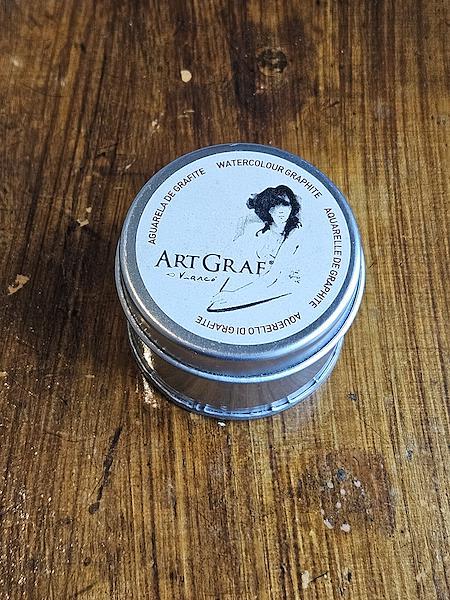 AGUARELA DE GRAFITE
WATERCOLOUR GRAPHITE
AQUARELLE DE GRAPHITE
AQUERELLO DI GRAFITE
ARTGRAF